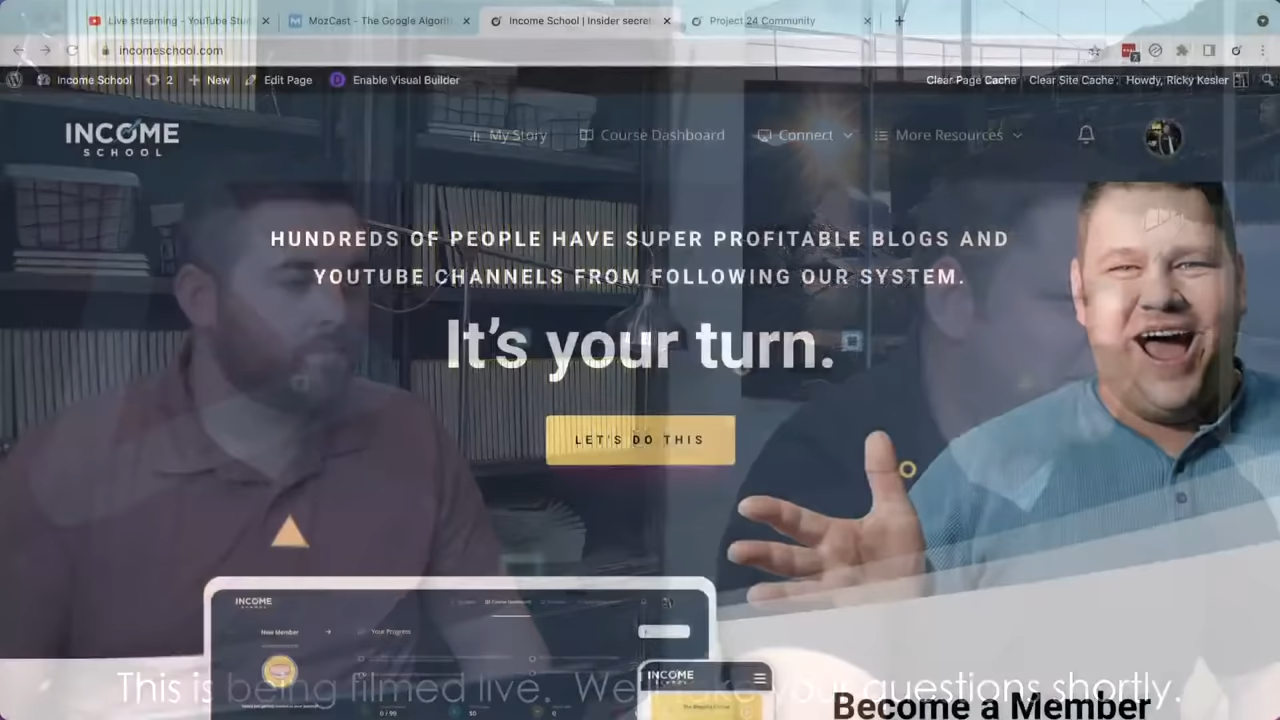 Live streaming - YouTube Stu
MozCast - The Google Algorit
Income School | Insider secret
Project 24 Community
incomeschool.com
Income School
2
New
Edit Page
Enable Visual Builder
Clear Page Cache
Clear Site Cache
Howdy, Ricky Kesler
INCOME
SCHOOL
My Story
Course Dashboard
Connect
More Resources
HUNDREDS OF PEOPLE HAVE SUPER PROFITABLE BLOGS AND
YOUTUBE CHANNELS FROM FOLLOWING OUR SYSTEM.
It's your turn.
LET'S DO THIS
INCOME
SCHOOL
Course Dashboard
New Member
Your Progress
0 / 99
INCOME
SCHOOL
This is being filmed live. We'll take your questions shortly.
Become a Member